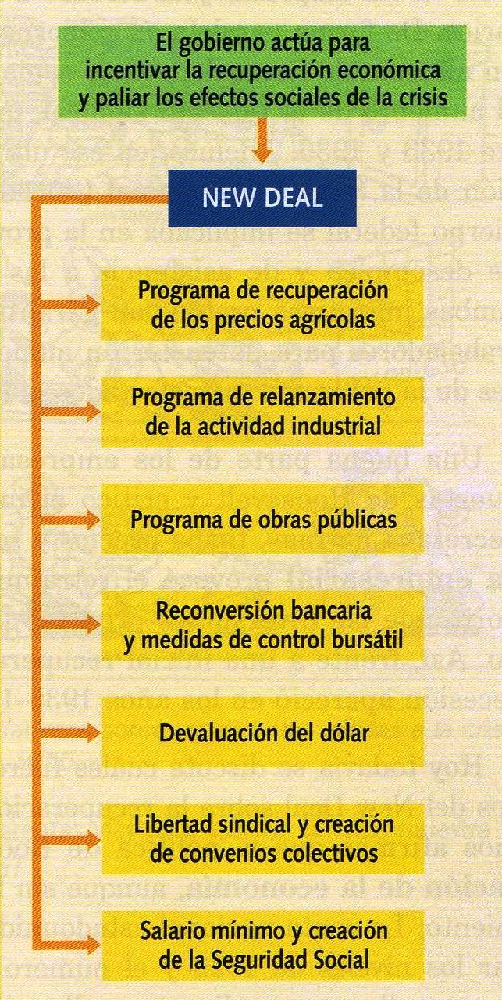 El gobierno actúa para
incentivar la recuperación económica
y paliar los efectos sociales de la crisis
NEW DEAL
Programa de recuperación
de los precios agrícolas
Programa de relanzamiento
de la actividad industrial
Programa de obras públicas
Reconversión bancaria
y medidas de control bursátil
Devaluación del dólar
Libertad sindical y creación
de convenios colectivos
Salario mínimo y creación
de la Seguridad Social